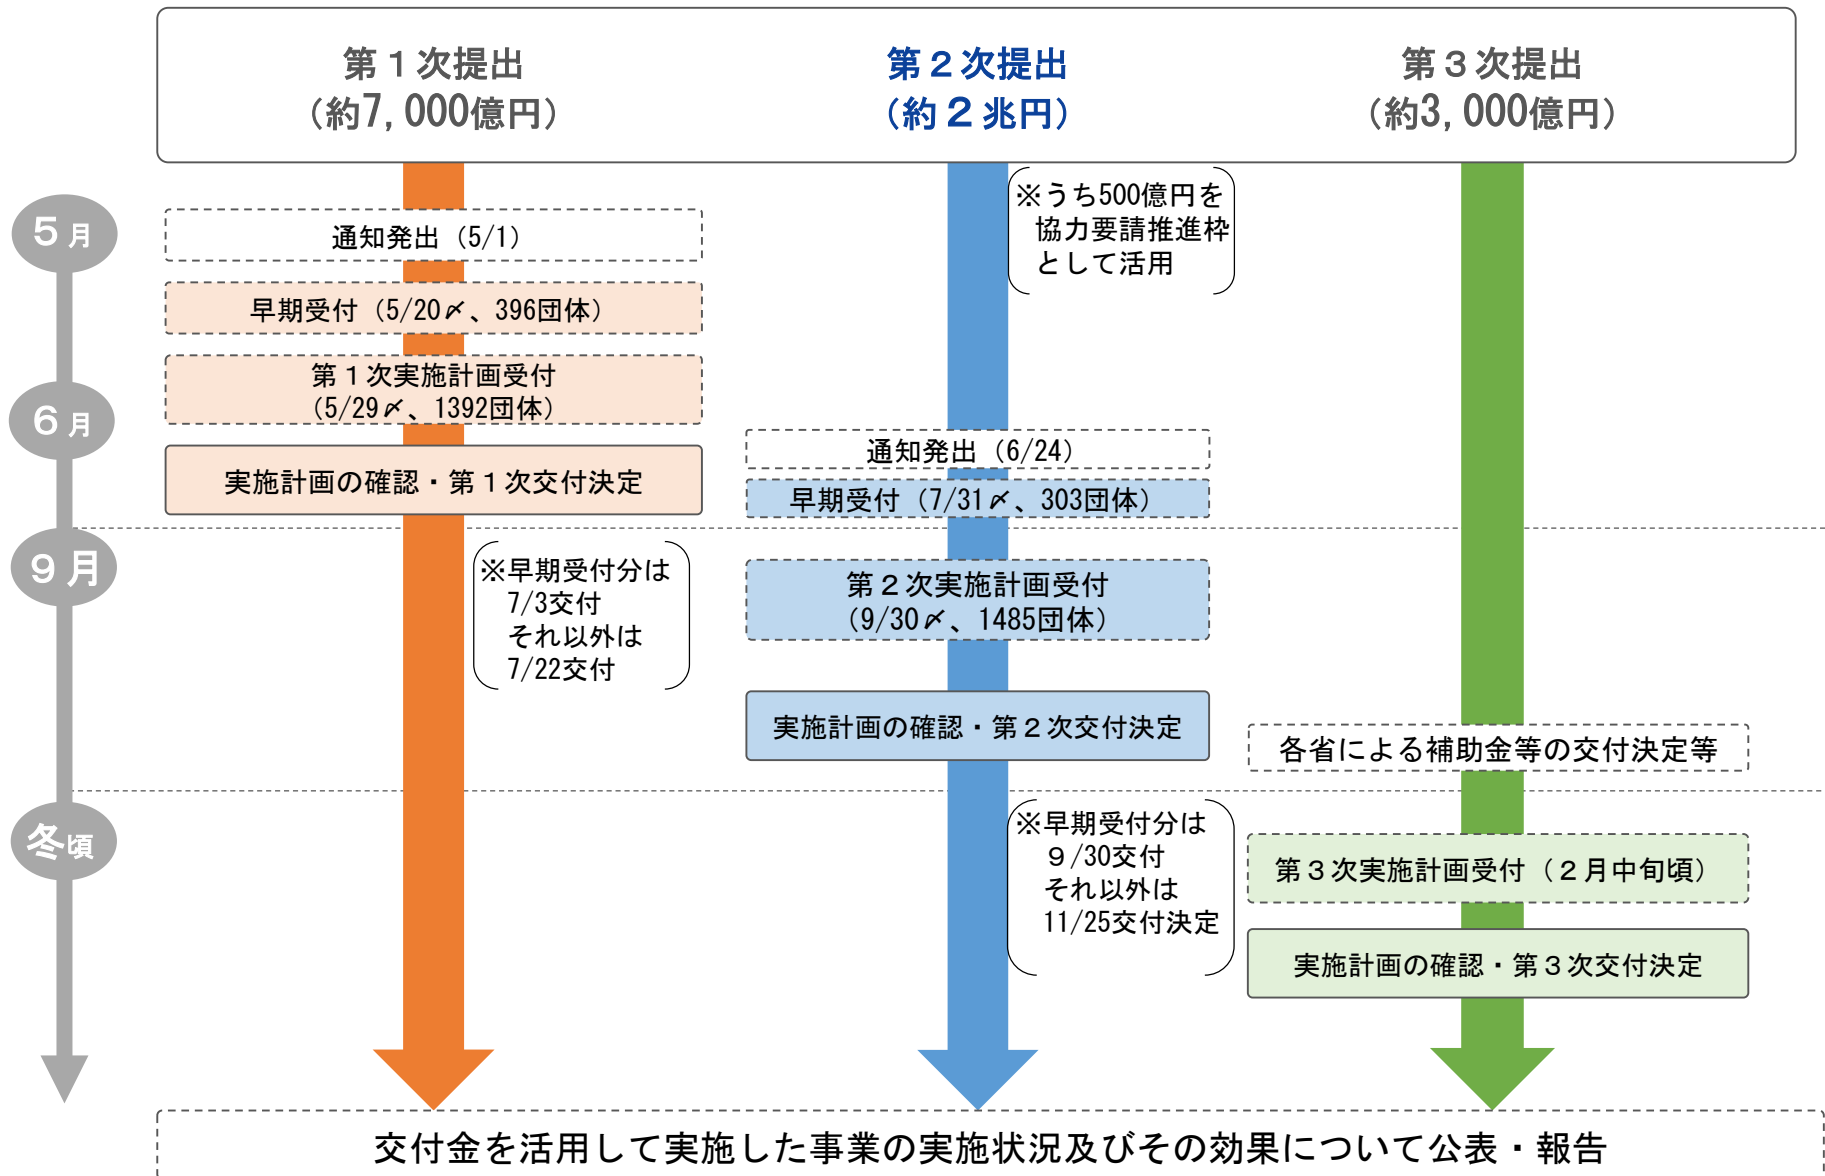 第１次提出
（約7,000億円）
第２次提出
（約２兆円）
第３次提出
（約3,000億円）
5月
6月
9月
冬頃
通知発出（5/1）
早期受付（5/20〆、396団体）
第１次実施計画受付
（5/29〆、1392団体）
実施計画の確認・第１次交付決定
※早期受付分は
7/3交付
それ以外は
7/22交付
※うち500億円を
協力要請推進枠
として活用
通知発出（6/24）
早期受付（7/31〆、303団体）
第２次実施計画受付
（9/30〆、1485団体）
実施計画の確認・第２次交付決定
※早期受付分は
９/30交付
それ以外は
11/25交付決定
各省による補助金等の交付決定等
第３次実施計画受付（２月中旬頃）
実施計画の確認・第３次交付決定
交付金を活用して実施した事業の実施状況及びその効果について公表・報告